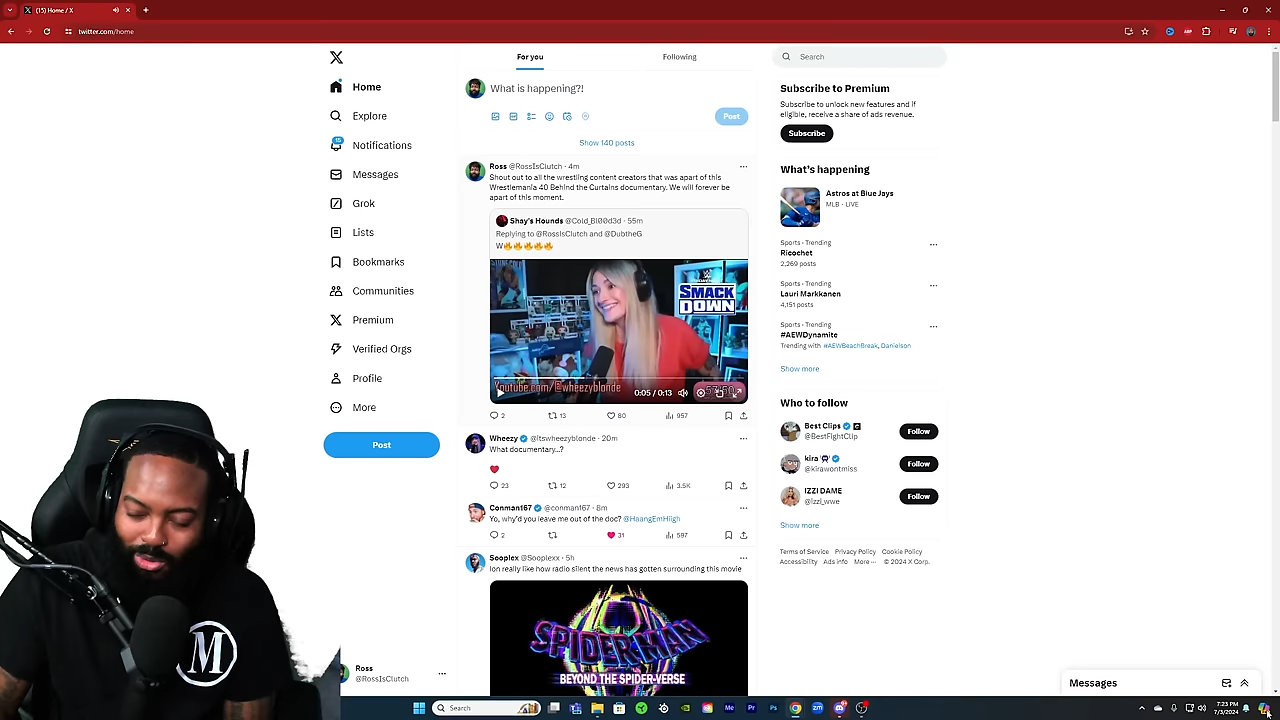 (15) Home / X
twitter.com/home
Home
Explore
15
Notifications
Messages
Grok
Lists
Bookmarks
Communities
Premium
Verified Orgs
Profile
More
Post
Ross
@RossIsClutch
M
For you
Following
What is happening?!
Post
Show 140 posts
Ross @RossIsClutch · 4m
Shout out to all the wrestling content creators that was apart of this
Wrestlemania 40 Behind the Curtains documentary. We will forever be
apart of this moment.
Shay's Hounds @Cold_Bl00d3d · 55m
Replying to @RossIsClutch and @DubtheG
W🔥🔥🔥🔥🔥
SMACK
DOWN
Youtube.com/@wheezyblonde
0:05 / 0:13
2 13 80 957
Wheezy @itswheezyblonde · 20m
What documentary...?
❤️
23 12 293 3.5K
Conman167 @conman167 · 8m
Yo, why'd you leave me out of the doc? @HaangEmHiigh
2 31 597
Sooplex @Sooplexx · 5h
Ion really like how radio silent the news has gotten surrounding this movie
SPIDER-MAN
BEYOND THE SPIDER-VERSE
Search
Subscribe to Premium
Subscribe to unlock new features and if
eligible, receive a share of ads revenue.
Subscribe
What's happening
Astros at Blue Jays
MLB · LIVE
Sports · Trending
Ricochet
2,269 posts
Sports · Trending
Lauri Markkanen
4,151 posts
Sports · Trending
#AEWDynamite
Trending with #AEWBeachBreak, Danielson
Show more
Who to follow
Best Clips
@BestFightClip
Follow
kira
@kirawontmiss
Follow
IZZI DAME
@izzi_wwe
Follow
Show more
Terms of Service Privacy Policy Cookie Policy
Accessibility Ads info More ··· © 2024 X Corp.
Messages
Search
7:23 PM
7/3/2024